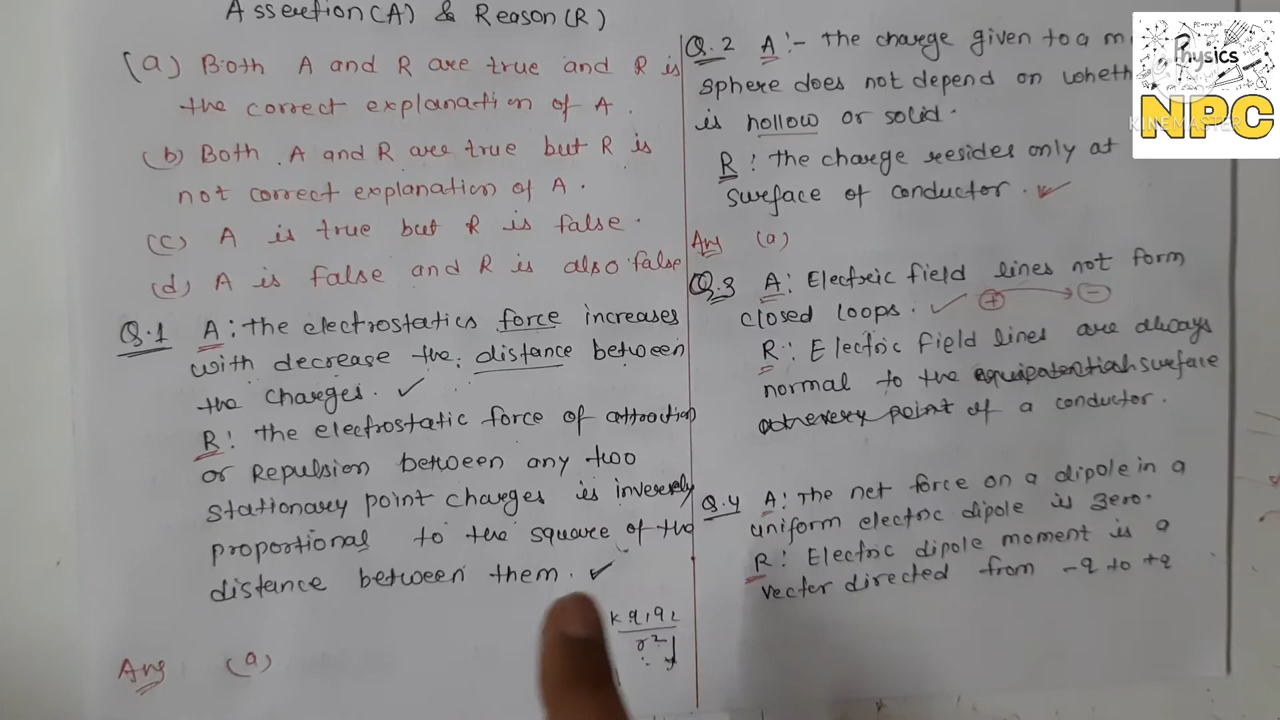 Assertion(A) & Reason(R)
(a) Both A and R are true and R is
the correct explanation of A.
(b) Both A and R are true but R is
not correct explanation of A.
(c) A is true but R is false.
(d) A is false and R is also false
Q.1 A: the electrostatics force increases
with decrease the distance between
the charges. ✓
R: the electrostatic force of attraction
or Repulsion between any two
stationary point charges is inversely
proportional to the square of the
distance between them. ✓
k q1q2
r2
Ans (a)
Q.2 A:- the charge given to a
sphere does not depend on
is hollow or solid.
R: the charge resides only at
surface of conductor. ✓
Ans (a)
Q.3 A: Electric field lines not form
closed loops. ✓ + → -
R: Electric field lines are always
normal to the equipotential surface
at every point of a conductor.
Q.4 A: The net force on a dipole in a
uniform electric dipole is zero.
R: Electric dipole moment is a
vector directed from -q to +q
Physics
NPC
KINEMASTER